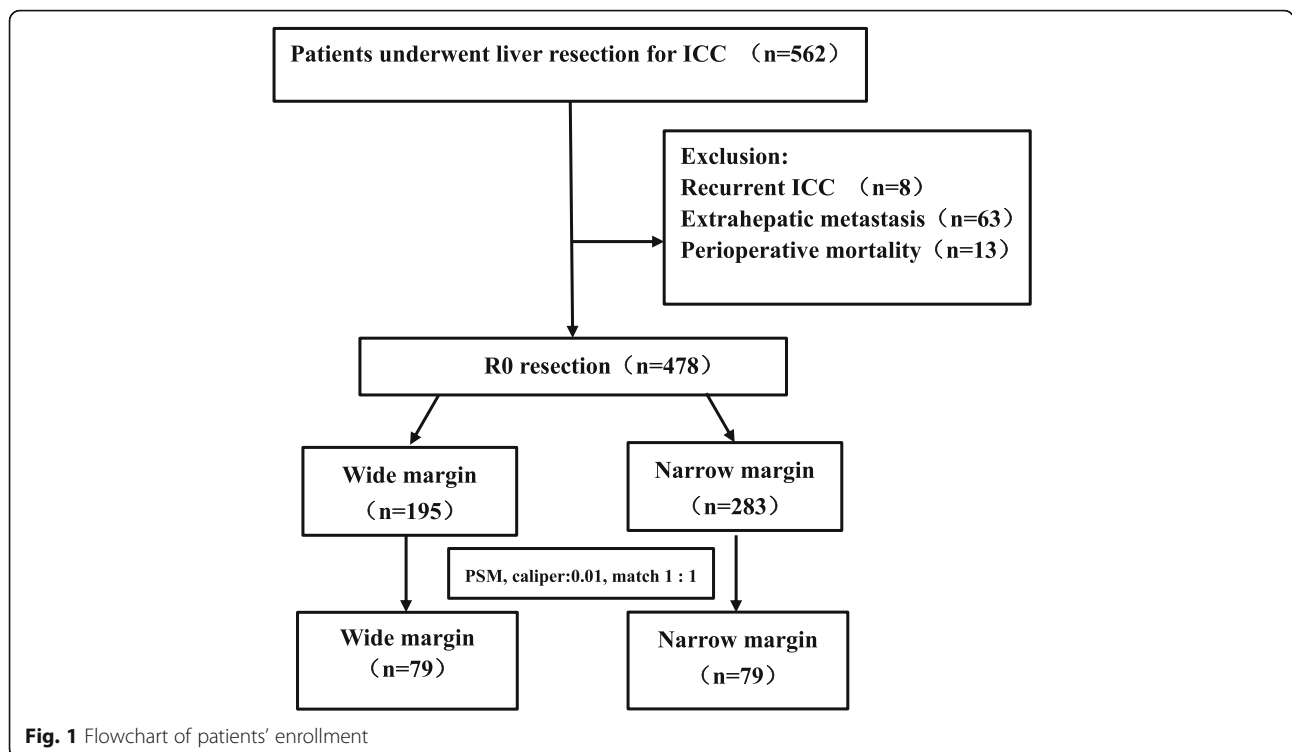 Patients underwent liver resection for ICC （n=562）
Exclusion:
Recurrent ICC （n=8）
Extrahepatic metastasis（n=63）
Perioperative mortality（n=13）
R0 resection（n=478）
Wide margin
（n=195）
Narrow margin
（n=283）
PSM, caliper:0.01, match 1 : 1
Wide margin
（n=79）
Narrow margin
（n=79）
Fig. 1 Flowchart of patients’ enrollment